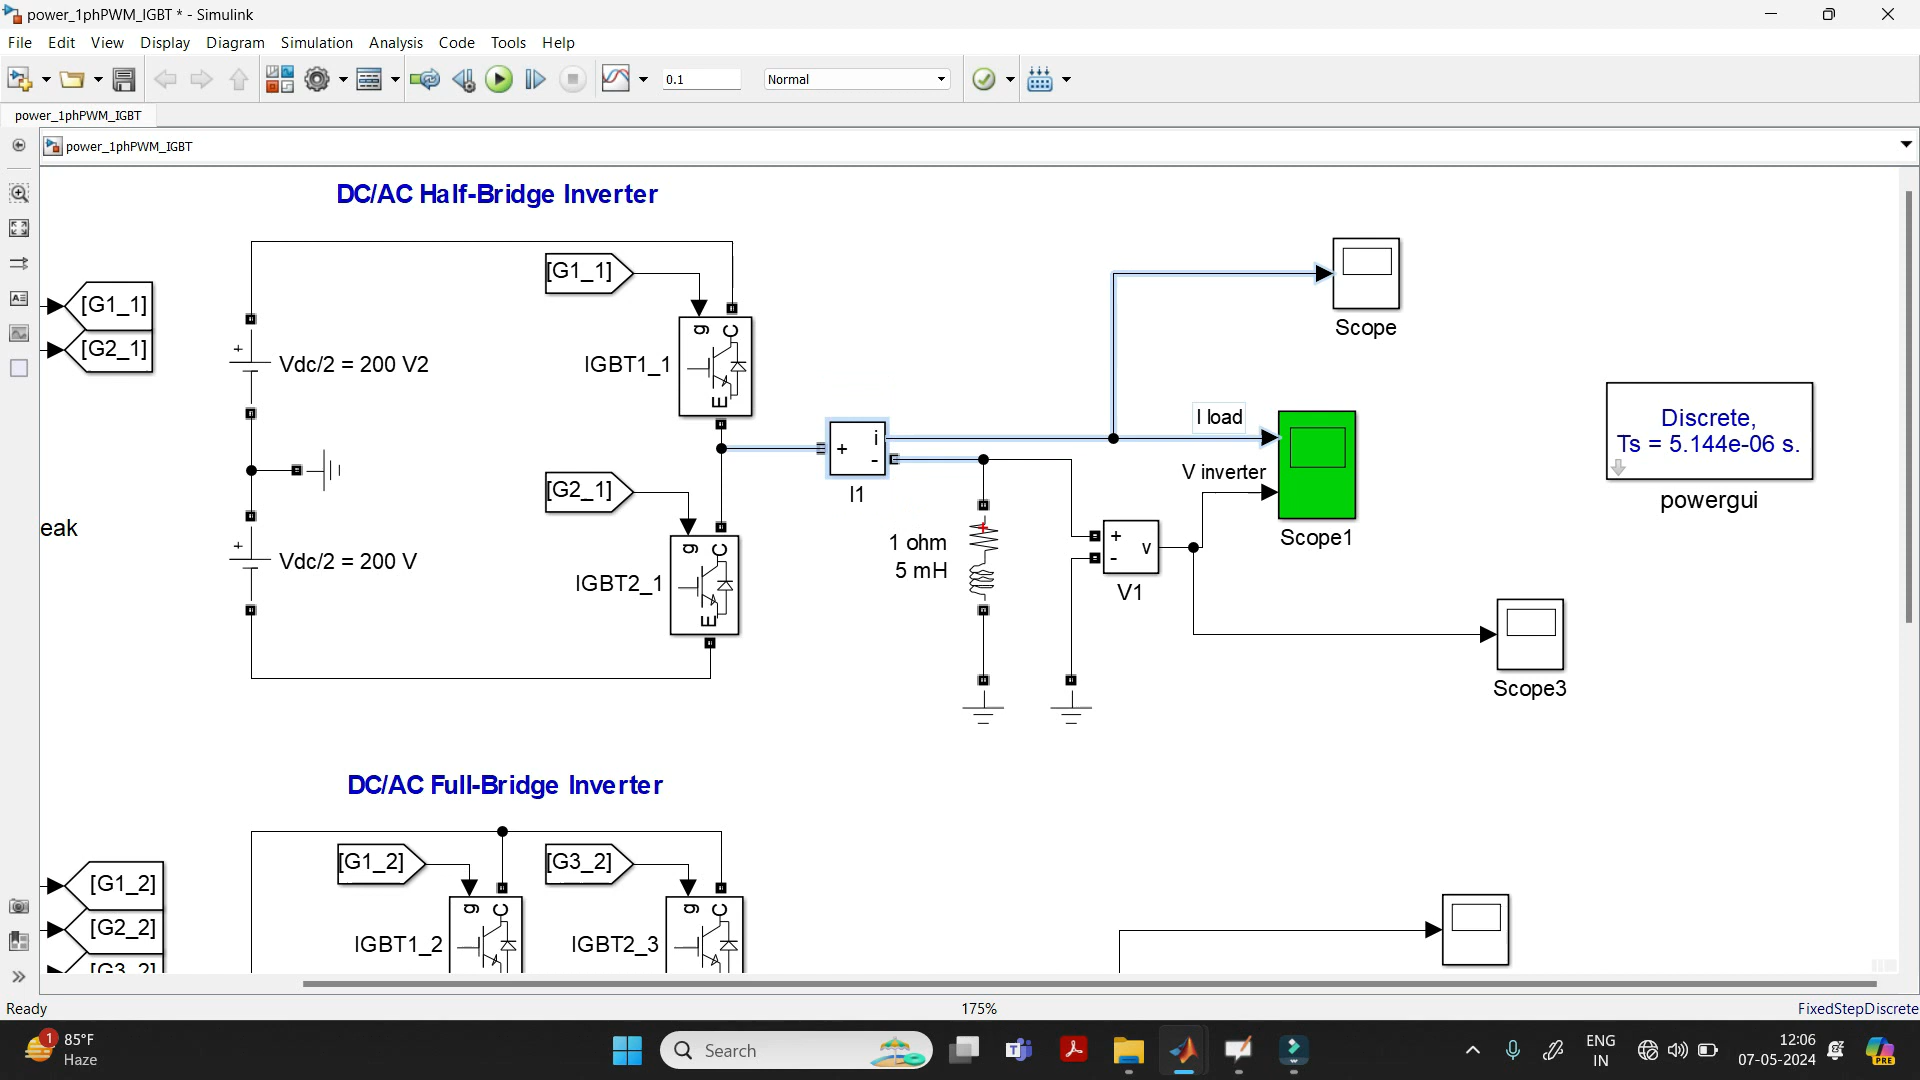 power_1phPWM_IGBT * - Simulink
File Edit View Display Diagram Simulation Analysis Code Tools Help
0.1
Normal
power_1phPWM_IGBT
power_1phPWM_IGBT
DC/AC Half-Bridge Inverter
[G1_1]
[G1_1]
[G2_1]
g C
E
IGBT1_1
Vdc/2 = 200 V2
Scope
I load
+ i
-
I1
V inverter
Scope1
Discrete,
Ts = 5.144e-06 s.
powergui
[G2_1]
eak
+
Vdc/2 = 200 V
+
g C
E
IGBT2_1
1 ohm
5 mH
+ v
-
V1
Scope3
DC/AC Full-Bridge Inverter
[G1_2]
[G3_2]
[G1_2]
[G2_2]
[G3_2]
g C
IGBT1_2
g C
IGBT2_3
Ready
175%
FixedStepDiscrete
1
85°F
Haze
Search
ENG
IN
12:06
07-05-2024
PRE